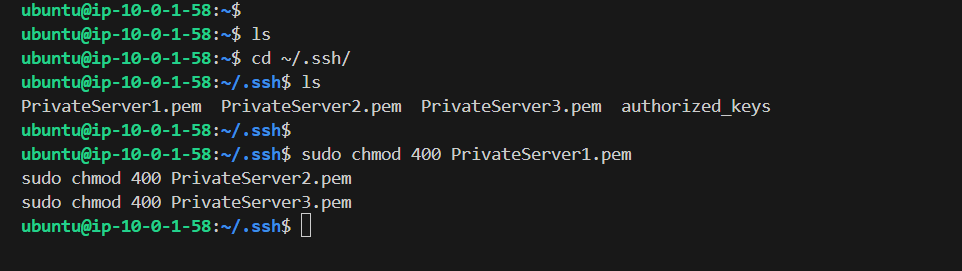 ubuntu@ip-10-0-1-58:~$
ubuntu@ip-10-0-1-58:~$ ls
ubuntu@ip-10-0-1-58:~$ cd ~/.ssh/
ubuntu@ip-10-0-1-58:~/.ssh$ ls
PrivateServer1.pem  PrivateServer2.pem  PrivateServer3.pem  authorized_keys
ubuntu@ip-10-0-1-58:~/.ssh$
ubuntu@ip-10-0-1-58:~/.ssh$ sudo chmod 400 PrivateServer1.pem
sudo chmod 400 PrivateServer2.pem
sudo chmod 400 PrivateServer3.pem
ubuntu@ip-10-0-1-58:~/.ssh$